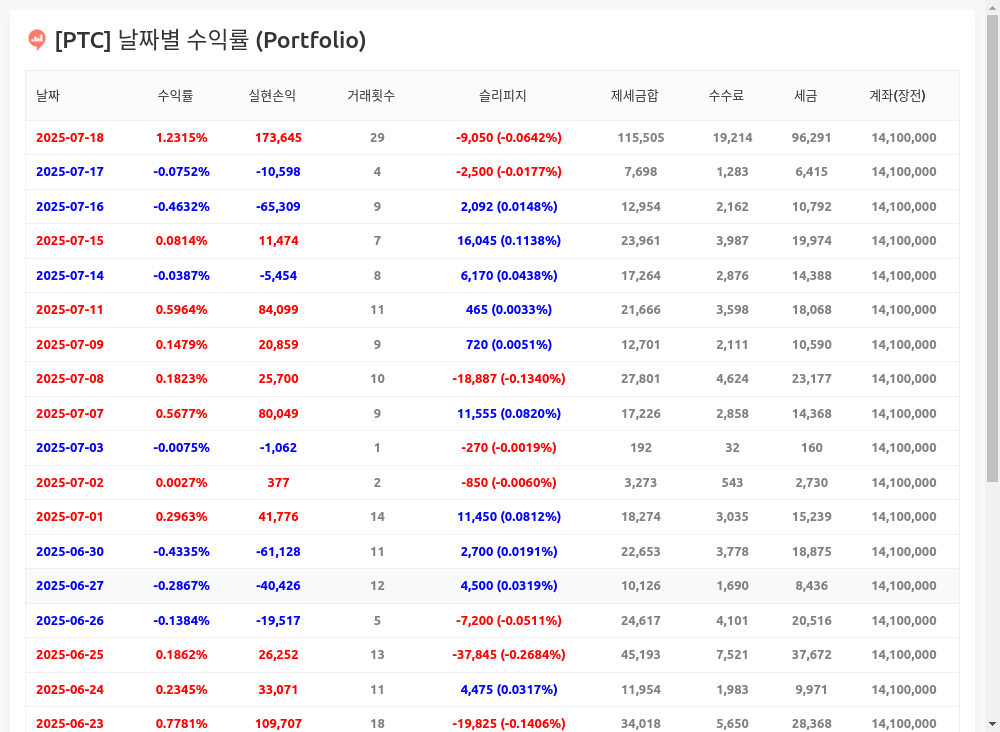 [PTC] 날짜별 수익률 (Portfolio)
날짜 수익률 실현손익 거래횟수 슬리피지 제세금합 수수료 세금 계좌(장전)
2025-07-18 1.2315% 173,645 29 -9,050 (-0.0642%) 115,505 19,214 96,291 14,100,000
2025-07-17 -0.0752% -10,598 4 -2,500 (-0.0177%) 7,698 1,283 6,415 14,100,000
2025-07-16 -0.4632% -65,309 9 2,092 (0.0148%) 12,954 2,162 10,792 14,100,000
2025-07-15 0.0814% 11,474 7 16,045 (0.1138%) 23,961 3,987 19,974 14,100,000
2025-07-14 -0.0387% -5,454 8 6,170 (0.0438%) 17,264 2,876 14,388 14,100,000
2025-07-11 0.5964% 84,099 11 465 (0.0033%) 21,666 3,598 18,068 14,100,000
2025-07-09 0.1479% 20,859 9 720 (0.0051%) 12,701 2,111 10,590 14,100,000
2025-07-08 0.1823% 25,700 10 -18,887 (-0.1340%) 27,801 4,624 23,177 14,100,000
2025-07-07 0.5677% 80,049 9 11,555 (0.0820%) 17,226 2,858 14,368 14,100,000
2025-07-03 -0.0075% -1,062 1 -270 (-0.0019%) 192 32 160 14,100,000
2025-07-02 0.0027% 377 2 -850 (-0.0060%) 3,273 543 2,730 14,100,000
2025-07-01 0.2963% 41,776 14 11,450 (0.0812%) 18,274 3,035 15,239 14,100,000
2025-06-30 -0.4335% -61,128 11 2,700 (0.0191%) 22,653 3,778 18,875 14,100,000
2025-06-27 -0.2867% -40,426 12 4,500 (0.0319%) 10,126 1,690 8,436 14,100,000
2025-06-26 -0.1384% -19,517 5 -7,200 (-0.0511%) 24,617 4,101 20,516 14,100,000
2025-06-25 0.1862% 26,252 13 -37,845 (-0.2684%) 45,193 7,521 37,672 14,100,000
2025-06-24 0.2345% 33,071 11 4,475 (0.0317%) 11,954 1,983 9,971 14,100,000
2025-06-23 0.7781% 109,707 18 -19,825 (-0.1406%) 34,018 5,650 28,368 14,100,000